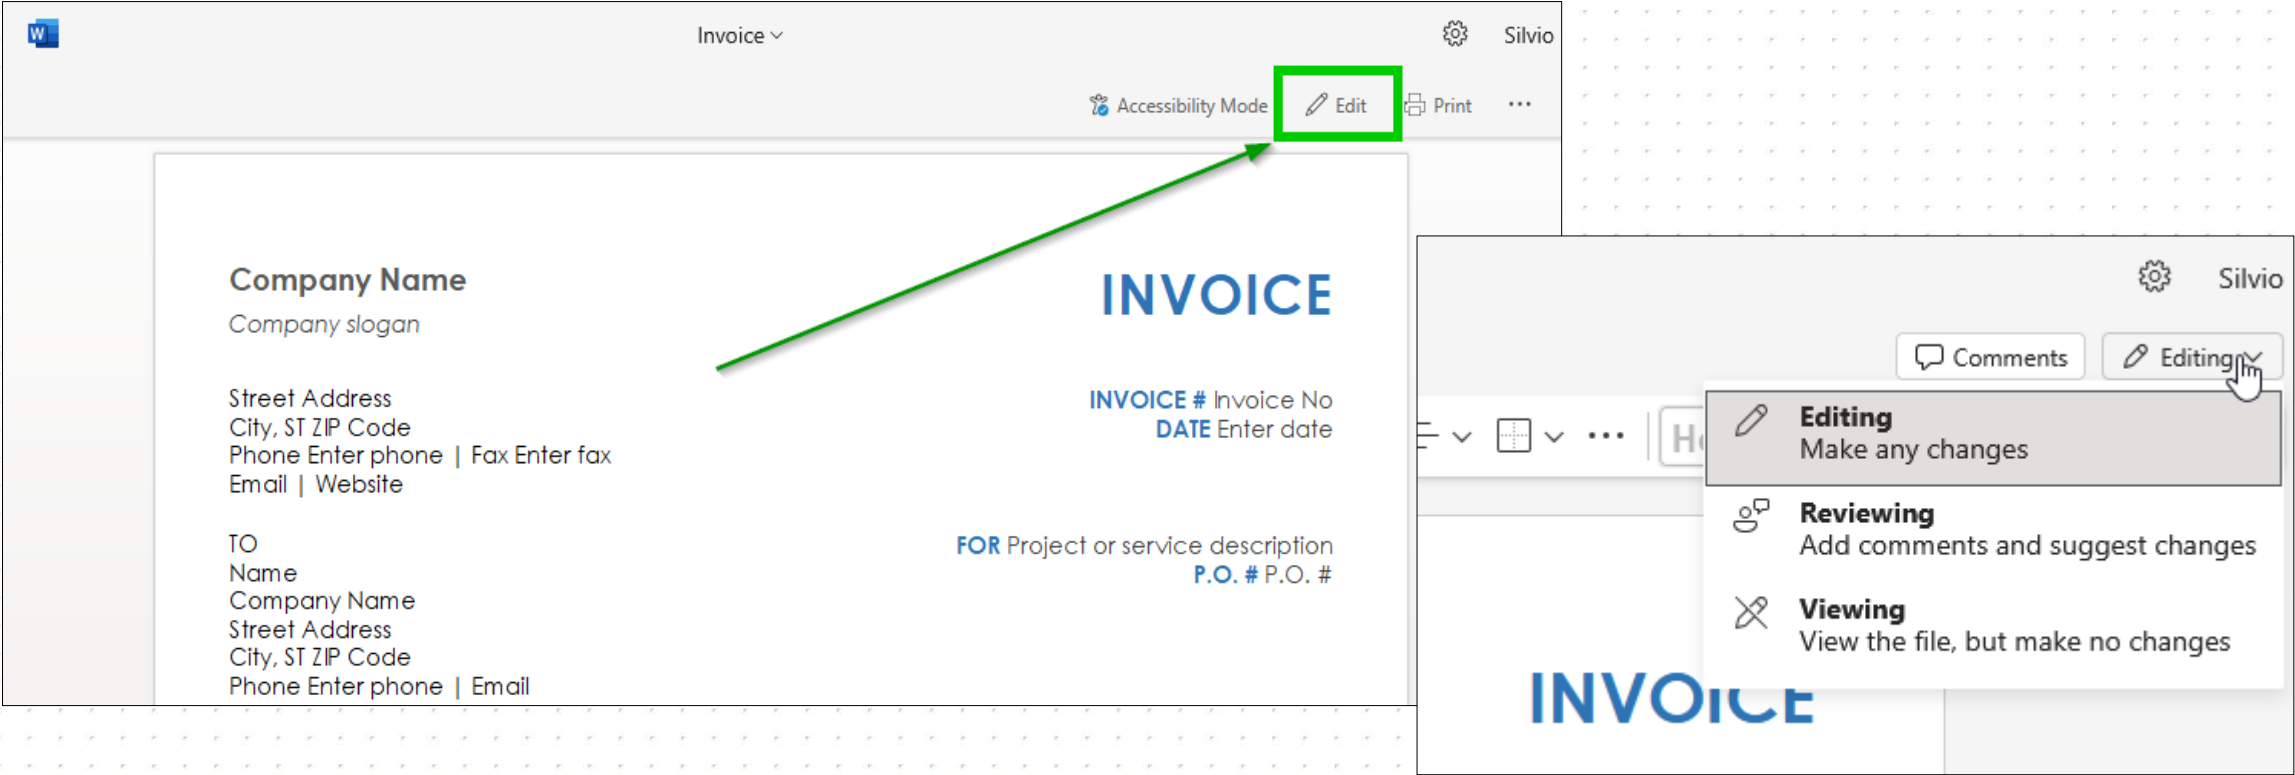 W
Invoice
Silvio
Accessibility Mode Edit Print
Company Name
Company slogan
INVOICE
Street Address
City, ST ZIP Code
Phone Enter phone | Fax Enter fax
Email | Website
INVOICE # Invoice No
DATE Enter date
TO
Name
Company Name
Street Address
City, ST ZIP Code
Phone Enter phone | Email
FOR Project or service description
P.O. # P.O. #
Silvio
Comments Editing
Editing
Make any changes
Reviewing
Add comments and suggest changes
Viewing
View the file, but make no changes
INVOICE